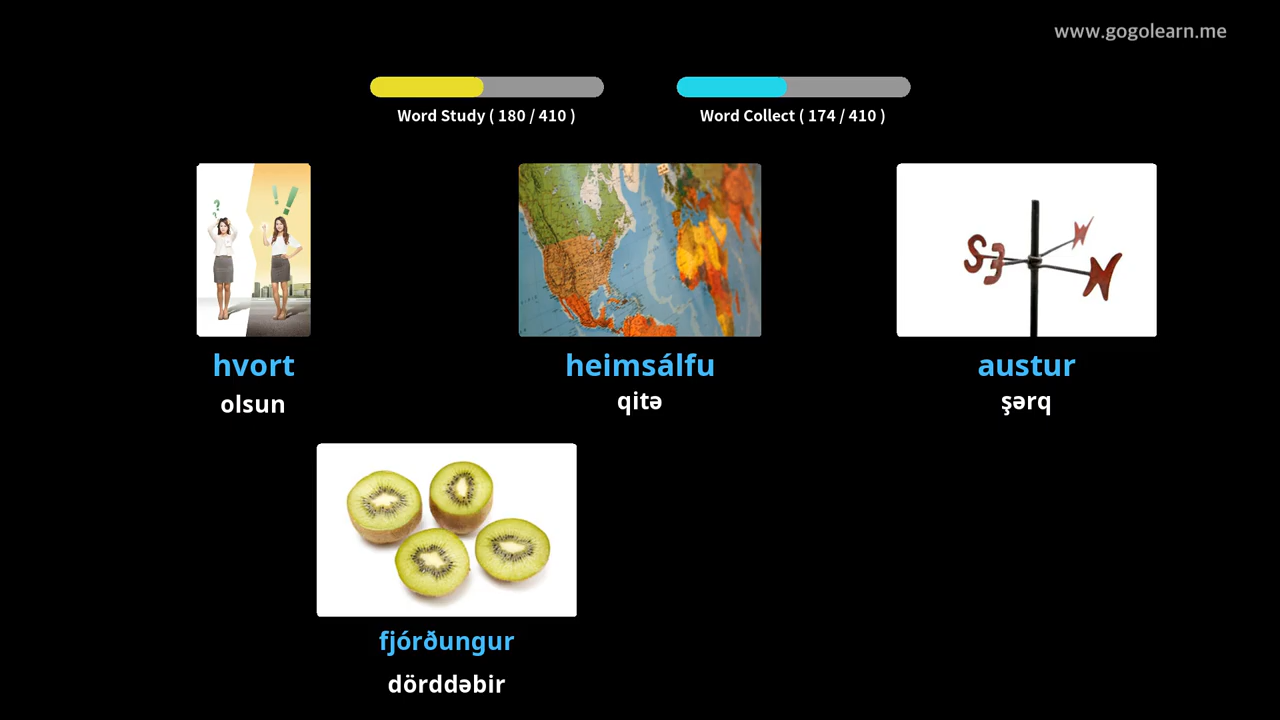 www.gogolearn.me
Word Study ( 180 / 410 )
Word Collect ( 174 / 410 )
hvort
olsun
heimsálfu
qitə
austur
şərq
fjórðungur
dörddəbir